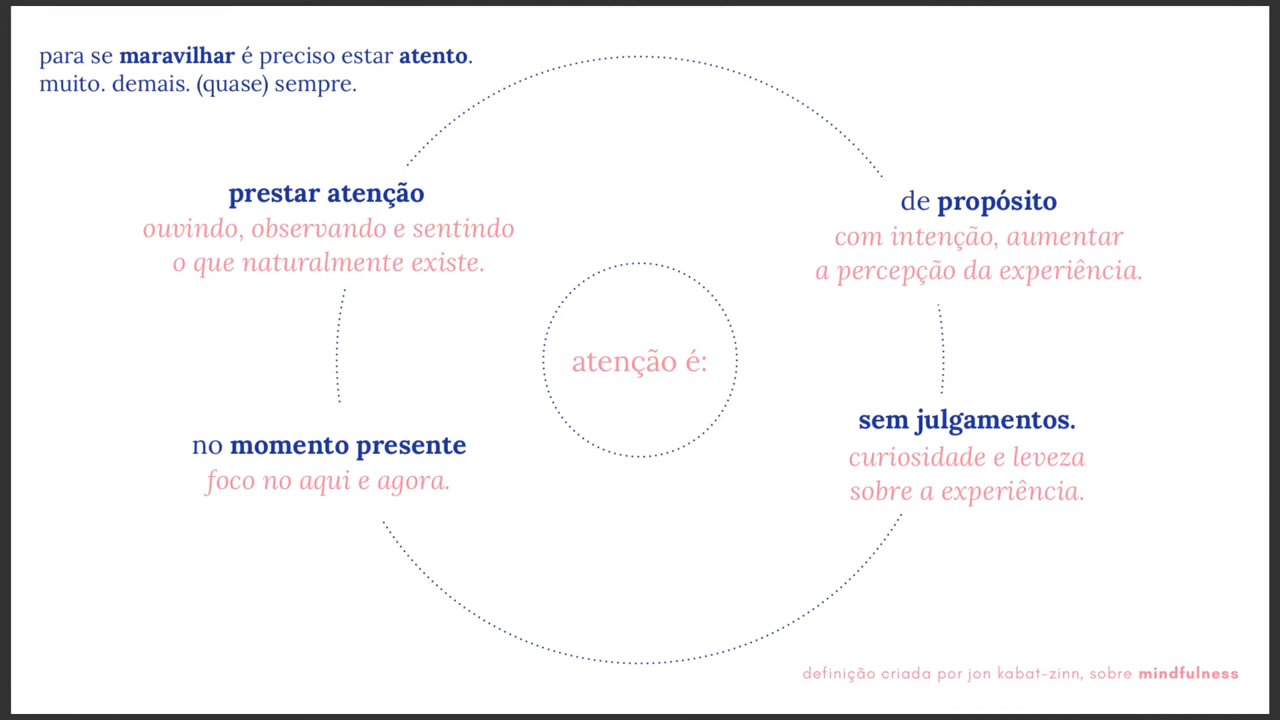 para se maravilhar é preciso estar atento.
muito. demais. (quase) sempre.
prestar atenção
ouvindo, observando e sentindo
o que naturalmente existe.
de propósito
com intenção, aumentar
a percepção da experiência.
atenção é:
no momento presente
foco no aqui e agora.
sem julgamentos.
curiosidade e leveza
sobre a experiência.
definição criada por jon kabat-zinn, sobre mindfulness